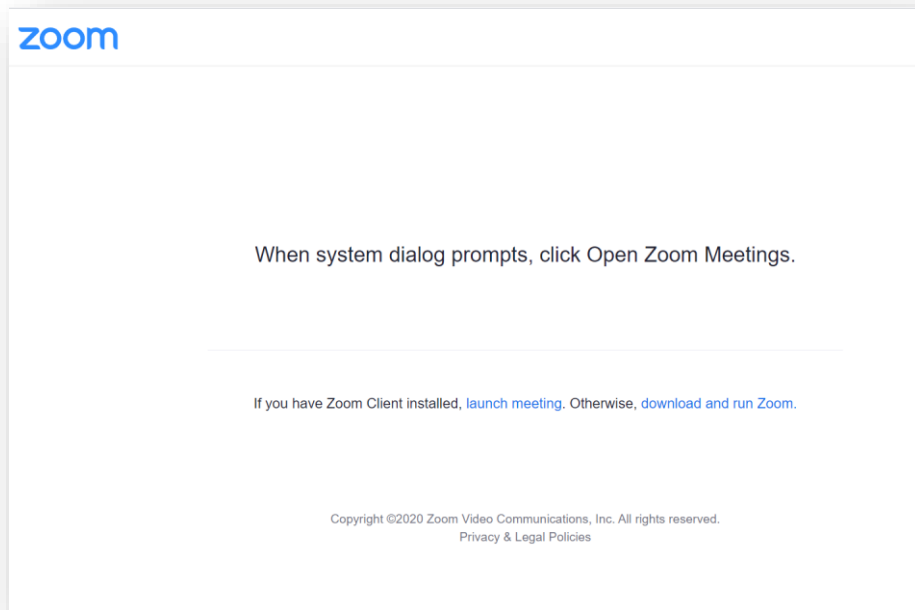 zoom
When system dialog prompts, click Open Zoom Meetings.
If you have Zoom Client installed, launch meeting. Otherwise, download and run Zoom.
Copyright ©2020 Zoom Video Communications, Inc. All rights reserved.
Privacy & Legal Policies